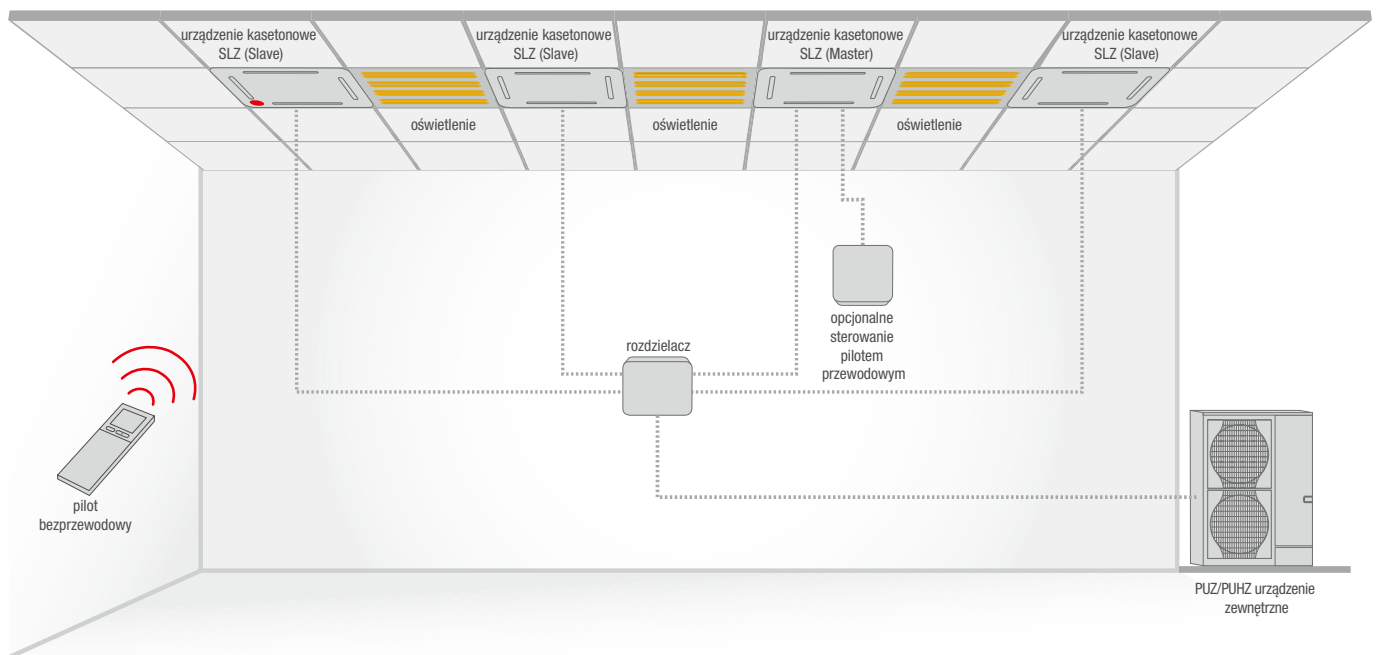 urządzenie kasetonowe
SLZ (Slave)
urządzenie kasetonowe
SLZ (Slave)
urządzenie kasetonowe
SLZ (Master)
urządzenie kasetonowe
SLZ (Slave)
oświetlenie
oświetlenie
oświetlenie
opcjonalne
sterowanie
pilotem
przewodowym
rozdzielacz
pilot
bezprzewodowy
PUZ/PUHZ urządzenie
zewnętrzne